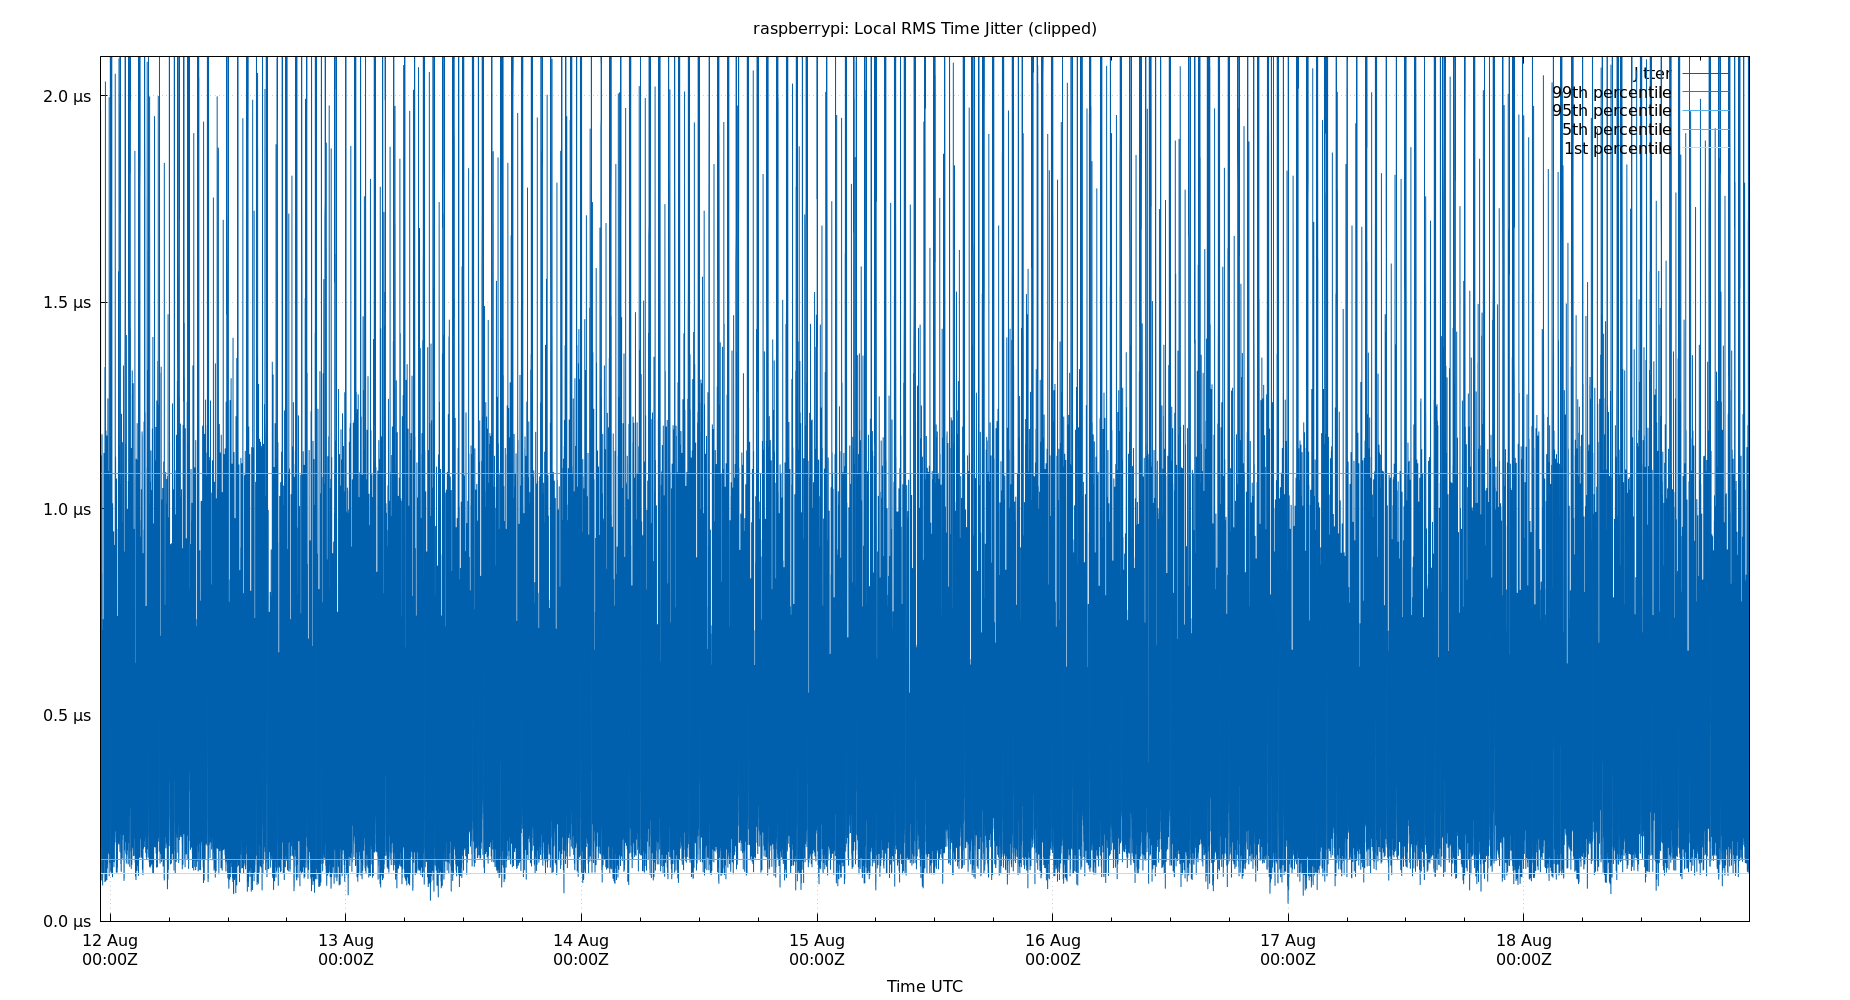 raspberrypi: Local RMS Time Jitter (clipped)
Jitter
99th percentile
95th percentile
5th percentile
1st percentile
2.0 µs
1.5 µs
1.0 µs
0.5 µs
0.0 µs
12 Aug 13 Aug 14 Aug 15 Aug 16 Aug 17 Aug 18 Aug
00:00Z 00:00Z 00:00Z 00:00Z 00:00Z 00:00Z 00:00Z
Time UTC